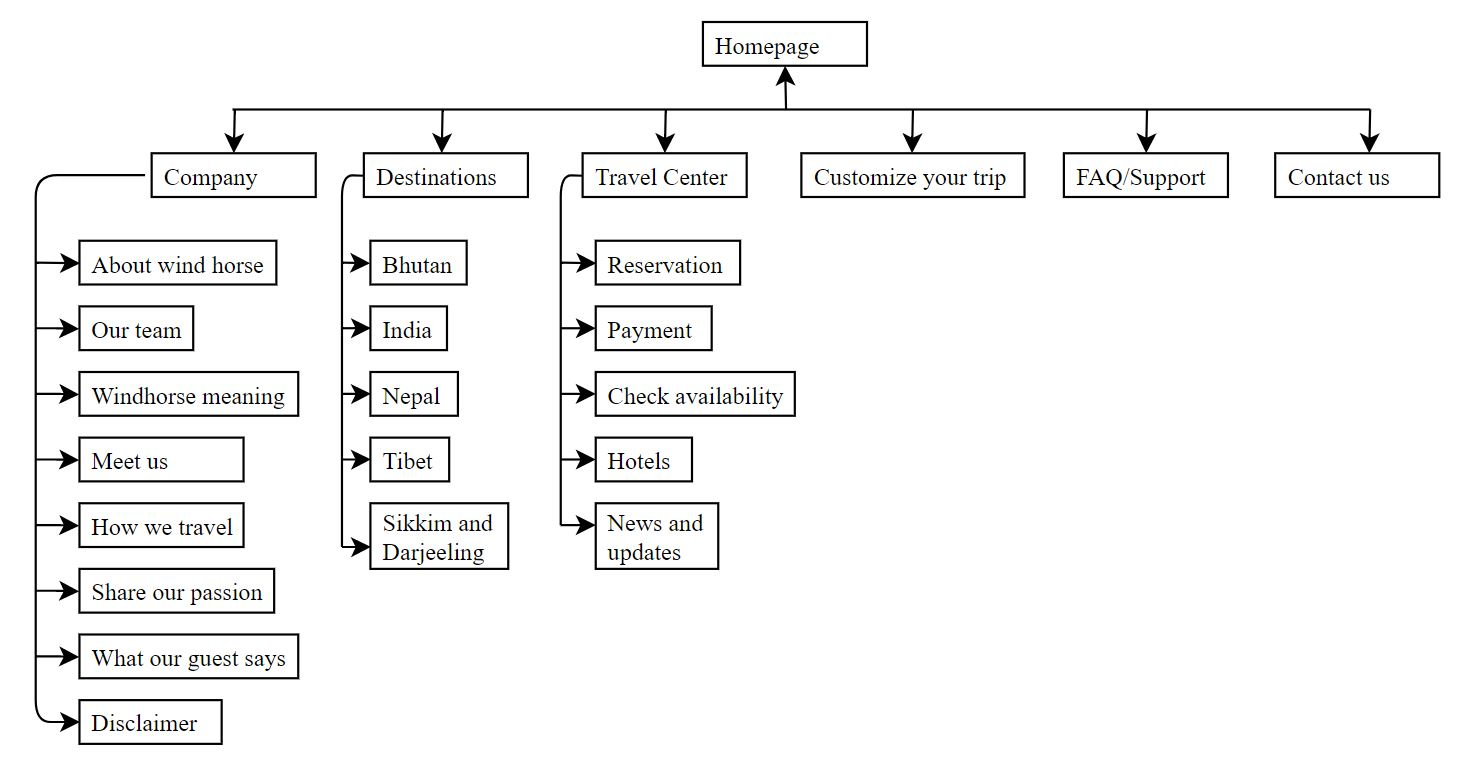 Homepage
Company
Destinations
Travel Center
Customize your trip
FAQ/Support
Contact us
About wind horse
Our team
Windhorse meaning
Meet us
How we travel
Share our passion
What our guest says
Disclaimer
Bhutan
India
Nepal
Tibet
Sikkim and
Darjeeling
Reservation
Payment
Check availability
Hotels
News and
updates